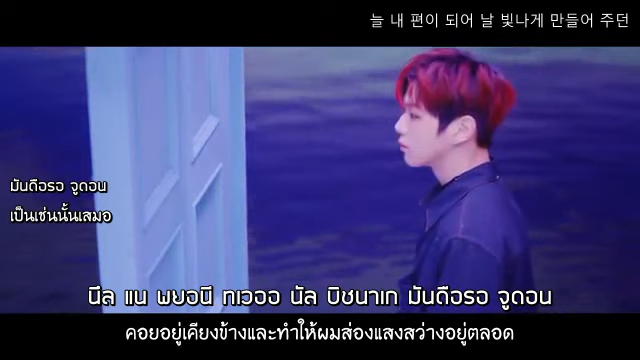 늘 내 편이 되어 날 빛나게 만들어 주던
มันดือรอ จูดอน
เป็นเช่นนั้นเสมอ
นึล แน พยอนี ทเวออ นัล บิชนาเก มันดือรอ จูดอน
คอยอยู่เคียงข้างและทำให้ผมส่องแสงสว่างอยู่ตลอด